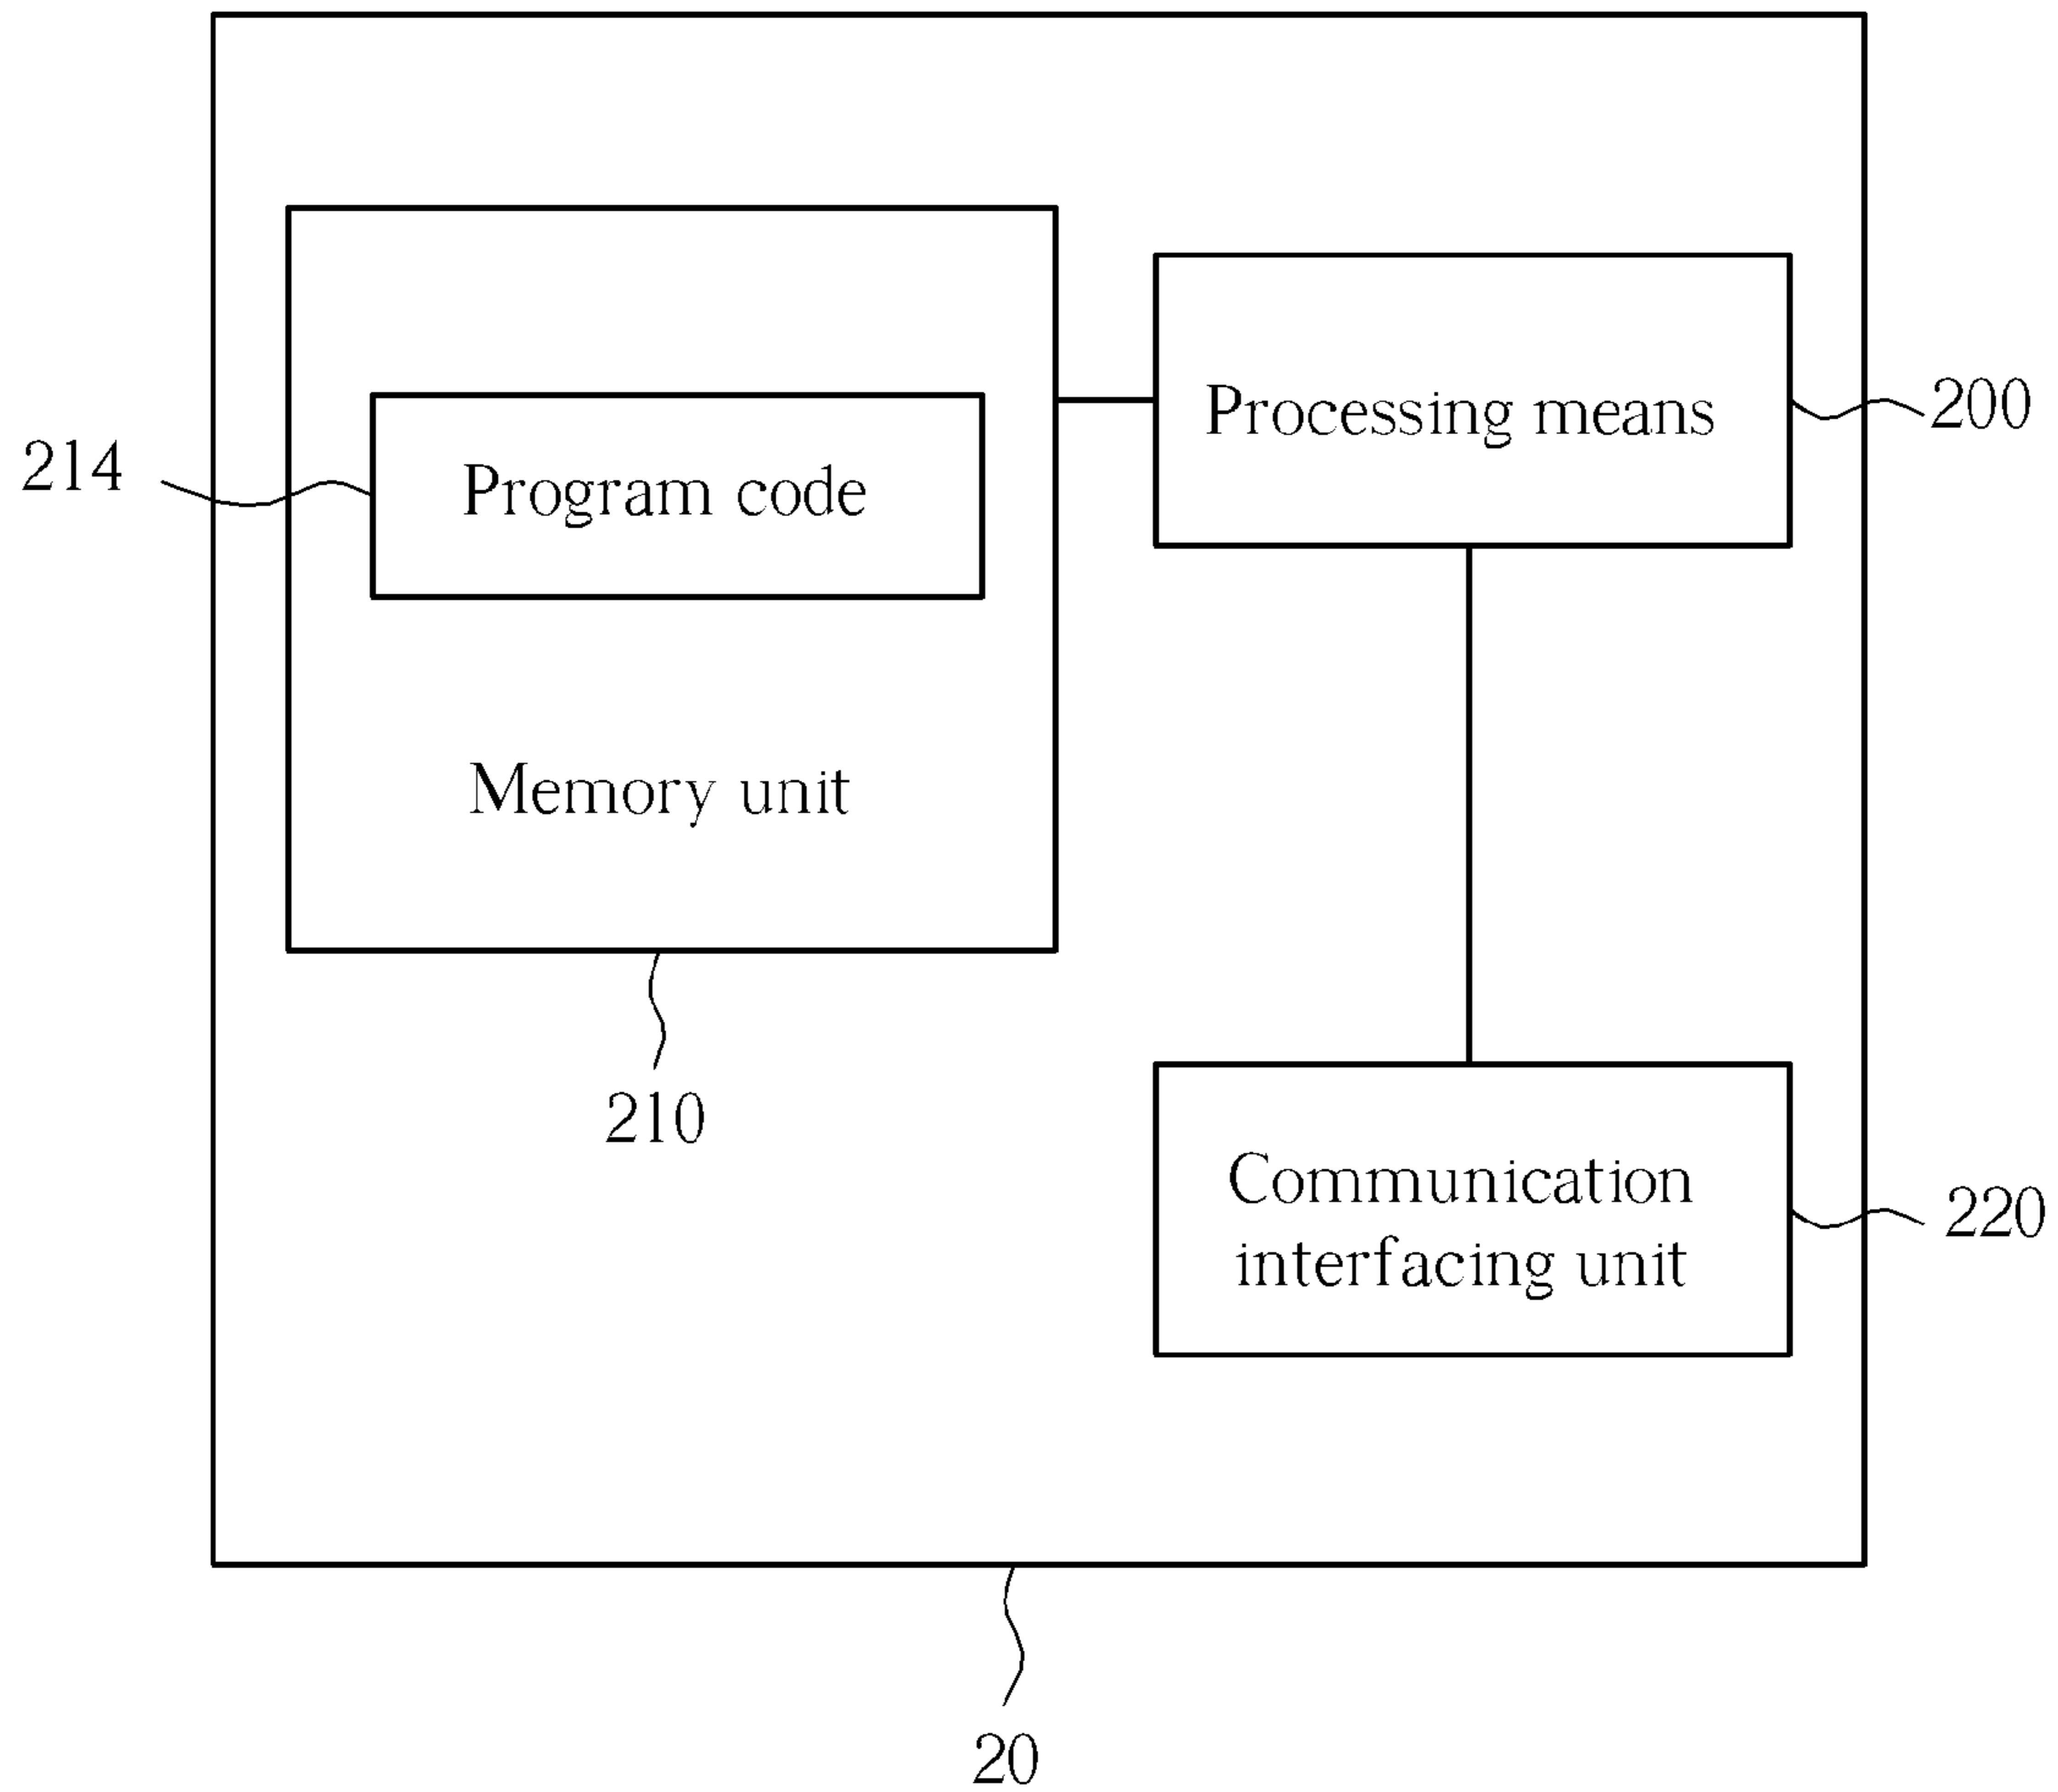 Processing means
200
214
Program code
Memory unit
210
Communication
interfacing unit
220
20